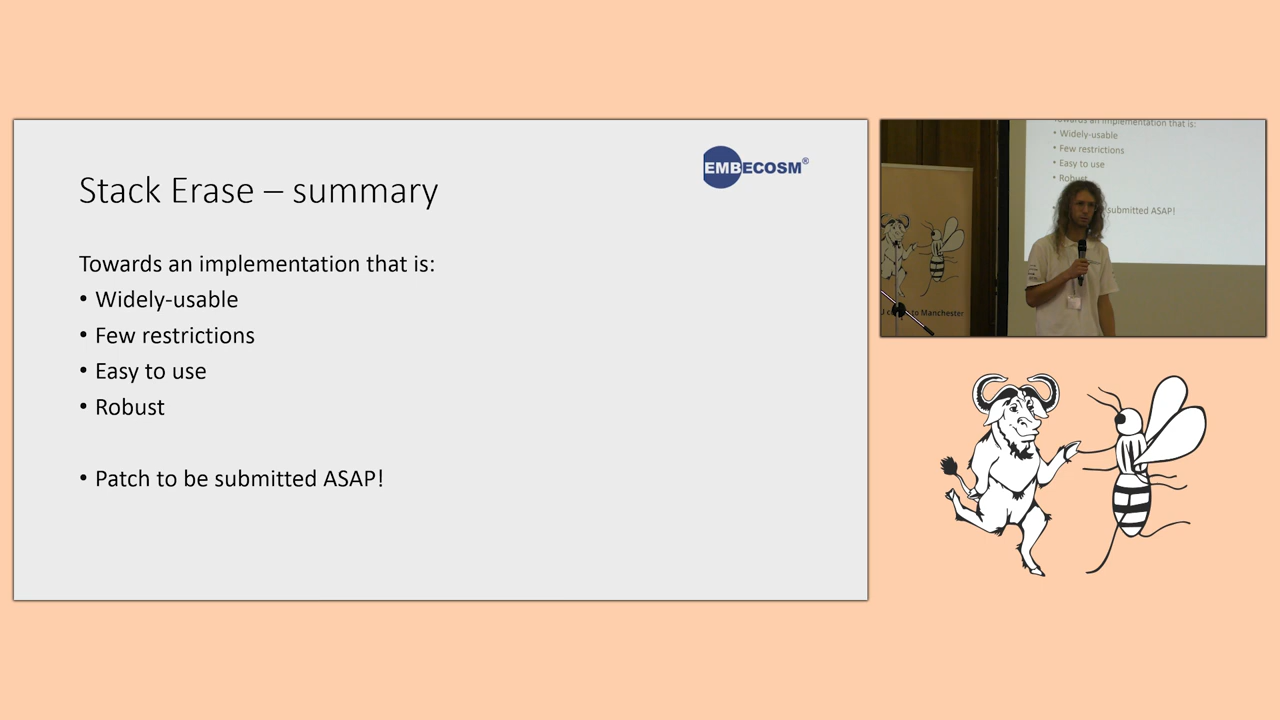 Stack Erase – summary
EMBECOSM®
Towards an implementation that is:
• Widely-usable
• Few restrictions
• Easy to use
• Robust
• Patch to be submitted ASAP!
Towards an implementation that is:
• Widely-usable
• Few restrictions
• Easy to use
• Robust
submitted ASAP!
to Manchester